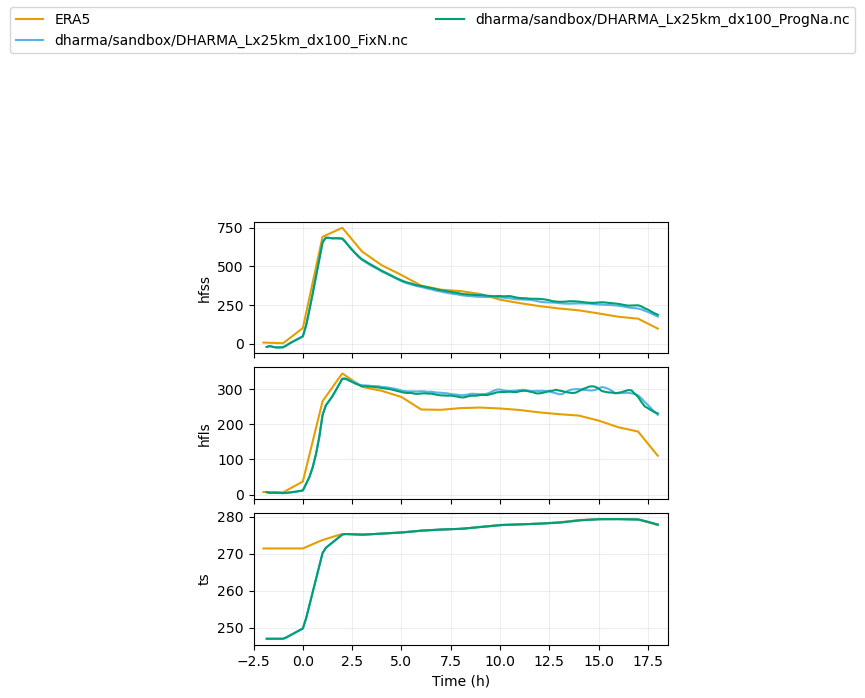 ERA5
dharma/sandbox/DHARMA_Lx25km_dx100_FixN.nc
dharma/sandbox/DHARMA_Lx25km_dx100_ProgNa.nc
750
500
250
0
hfss
300
200
100
0
hfls
280
270
260
250
ts
−2.5 0.0 2.5 5.0 7.5 10.0 12.5 15.0 17.5
Time (h)